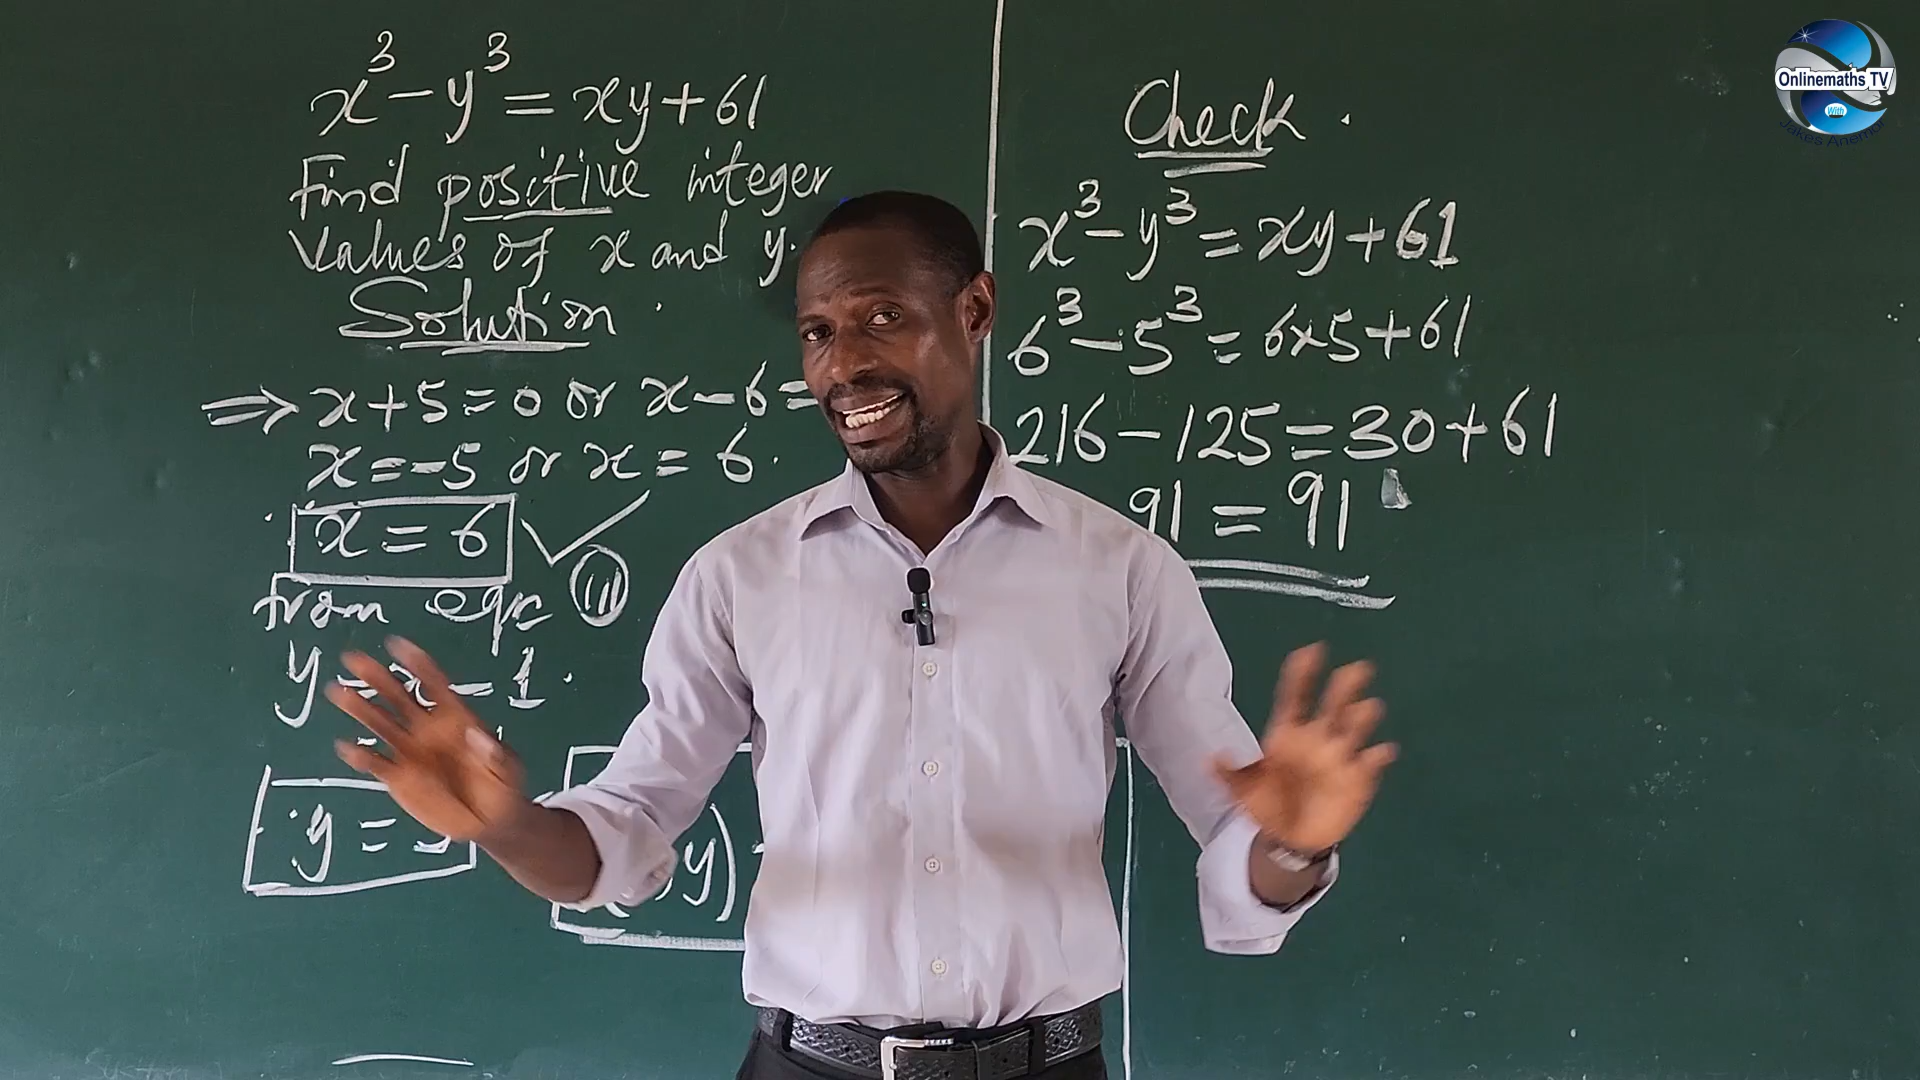 x³ - y³ = xy + 61
Find positive integer
values of x and y.
Solution
⇒ x + 5 = 0 or x - 6 =
x = -5 or x = 6.
x = 6 ✓
from eqn (iii)
y = x - 1.
y =
y)
Check.
x³ - y³ = xy + 61
6³ - 5³ = 6×5 + 61
216 - 125 = 30 + 61
91 = 91
Onlinemaths TV
With